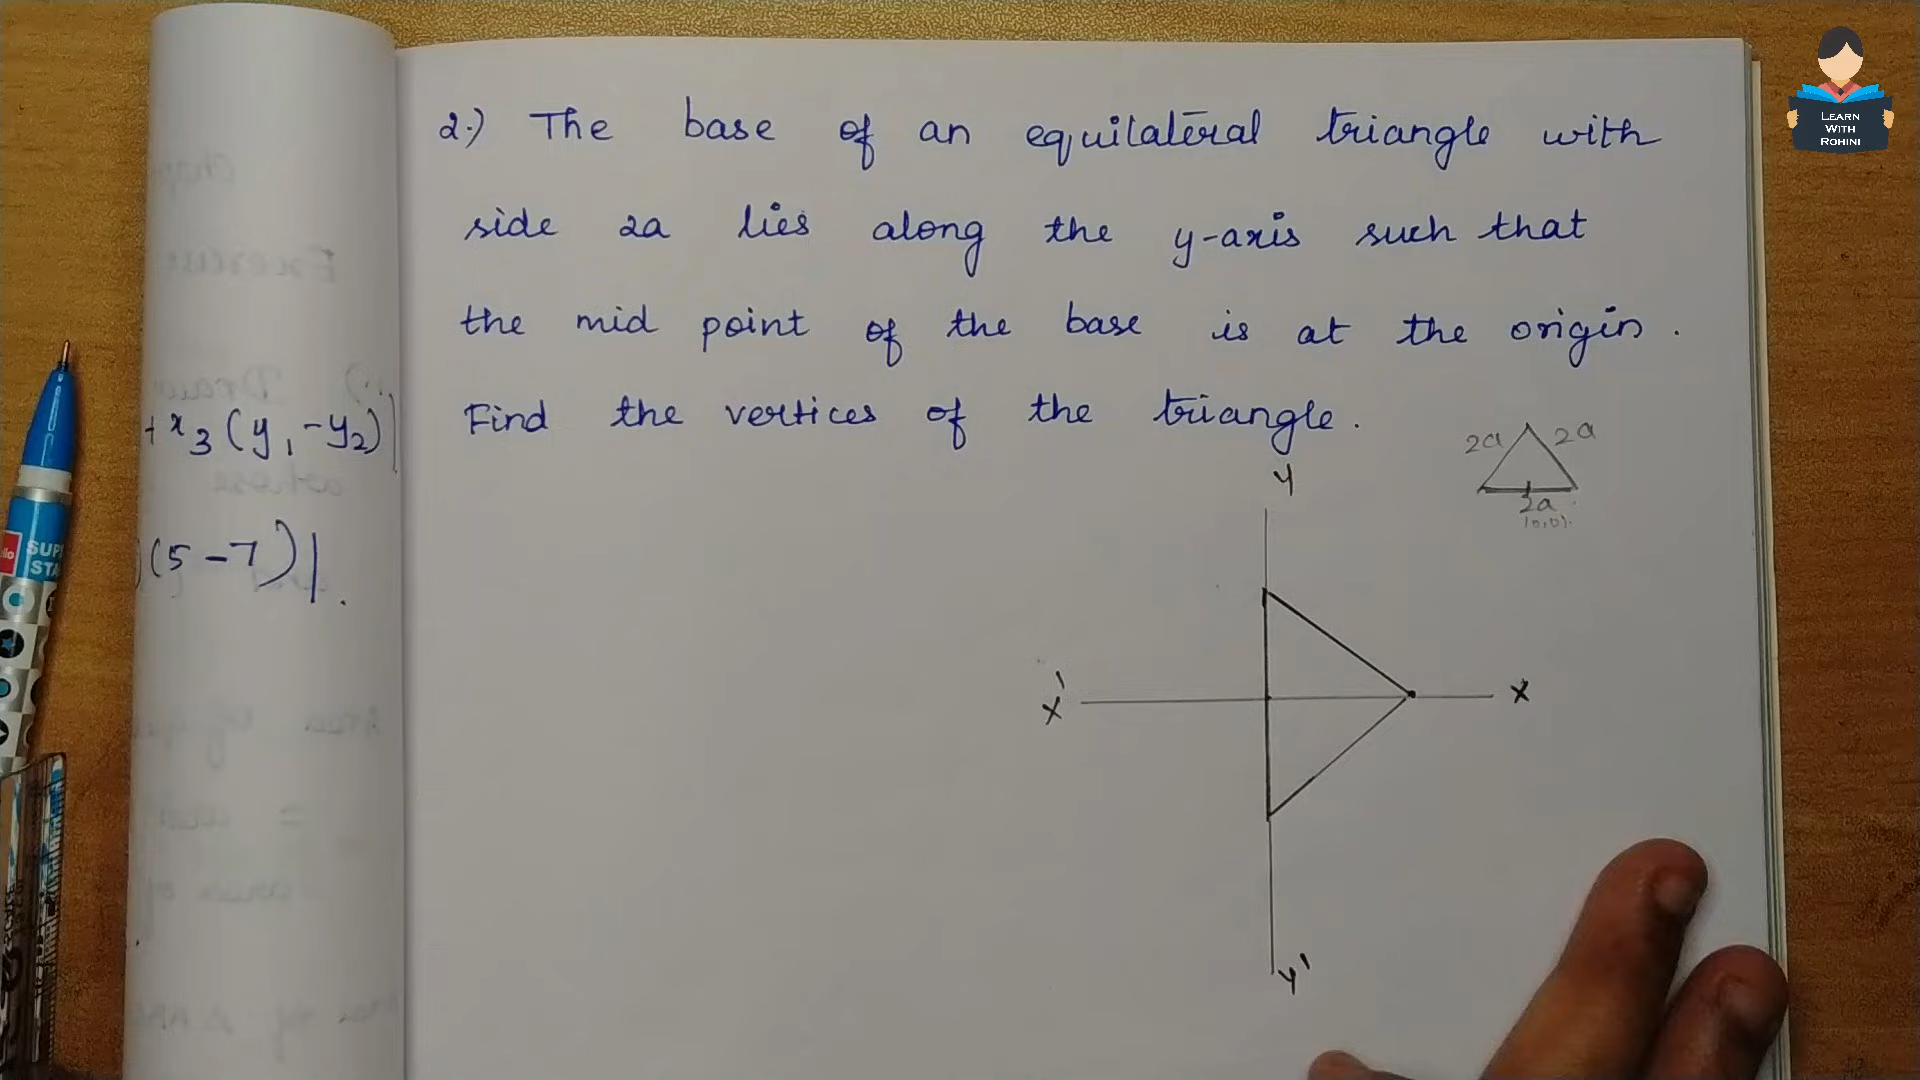 2.) The base of an equilateral triangle with
side 2a lies along the y-axis such that
the mid point of the base is at the origin.
Find the vertices of the triangle.
+ x3 (y1 - y2)|
(5 - 7)|.
2a 2a
2a
(0,0).
Y
X' X
Y'
LEARN
WITH
ROHINI
SUP
STA